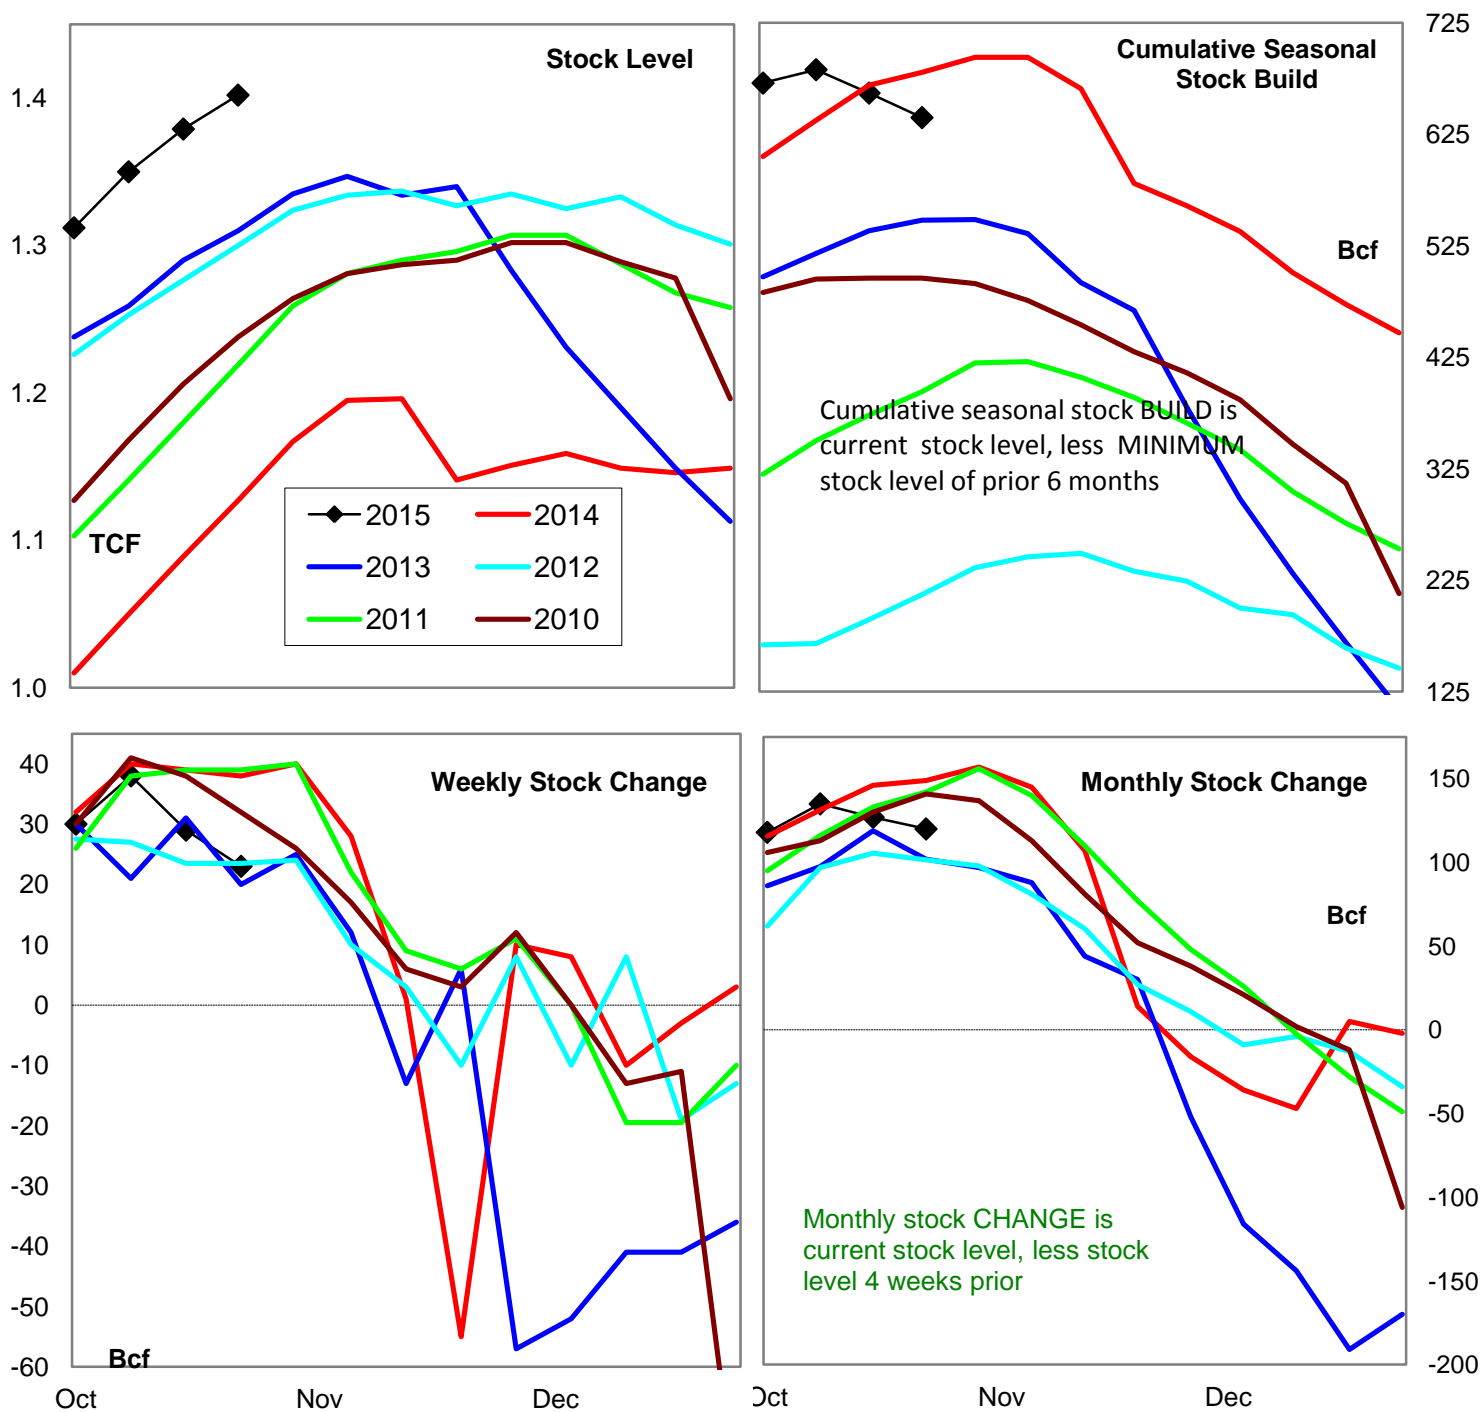 Stock Level
1.4
1.3
1.2
1.1
1.0
TCF
2015
2014
2013
2012
2011
2010
Cumulative Seasonal
Stock Build
725
625
525
425
325
225
125
Bcf
Cumulative seasonal stock BUILD is
current stock level, less MINIMUM
stock level of prior 6 months
Weekly Stock Change
40
30
20
10
0
-10
-20
-30
-40
-50
-60
Bcf
Oct
Nov
Dec
Monthly Stock Change
150
100
50
0
-50
-100
-150
-200
Bcf
Monthly stock CHANGE is
current stock level, less stock
level 4 weeks prior
Oct
Nov
Dec